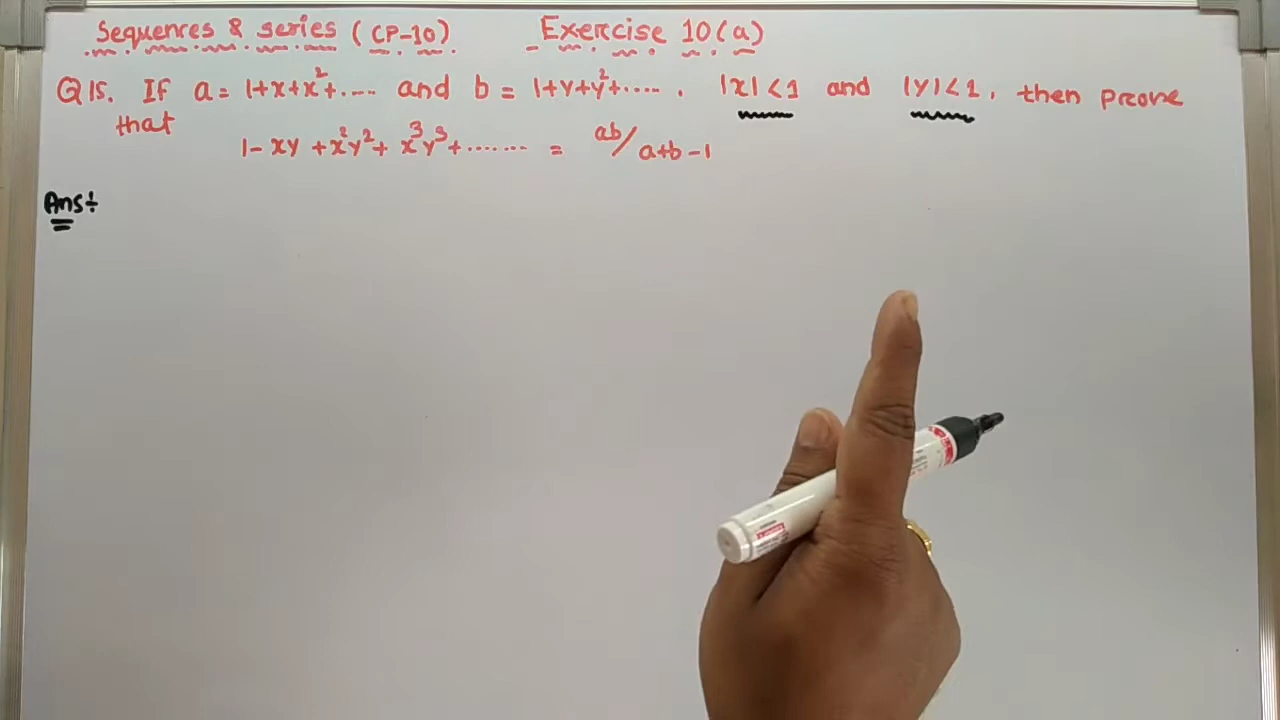 Sequences & series (CP-10). Exercise 10(a)
Q15. If a = 1+x+x²+..... and b = 1+y+y²+..... . |x|<1 and |y|<1, then prove
that
1-xy+x²y²+x³y³+....... = ab/a+b-1
Ans: